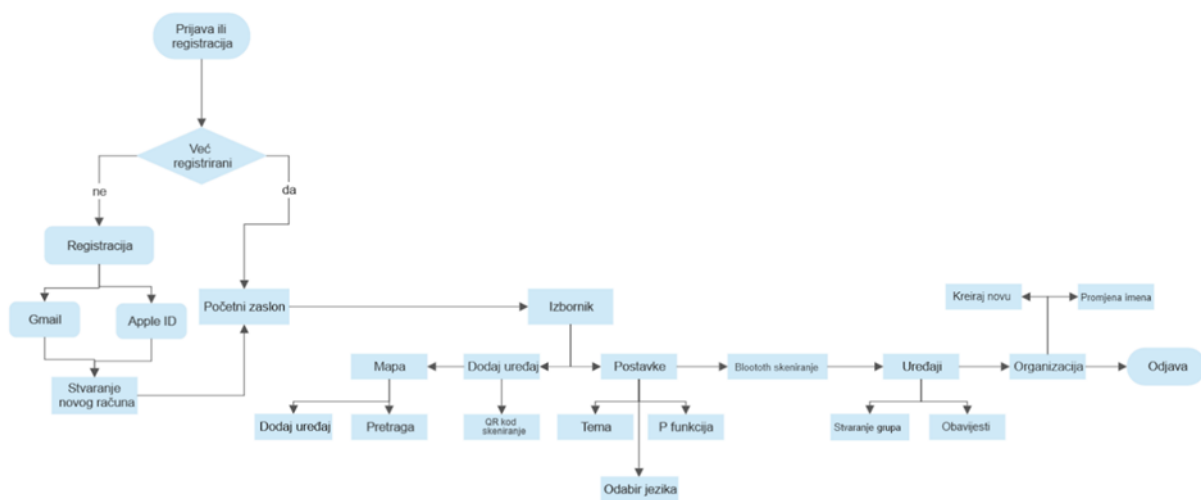 Prijava ili
registracija
Već
registrirani
ne
da
Registracija
Gmail
Apple ID
Stvaranje
novog računa
Početni zaslon
Izbornik
Kreiraj novu
Promjena imena
Mapa
Dodaj uređaj
Postavke
Bloototh skeniranje
Uređaji
Organizacija
Odjava
Dodaj uređaj
Pretraga
QR kod
skeniranje
Tema
P funkcija
Stvaranje grupa
Obavijesti
Odabir jezika